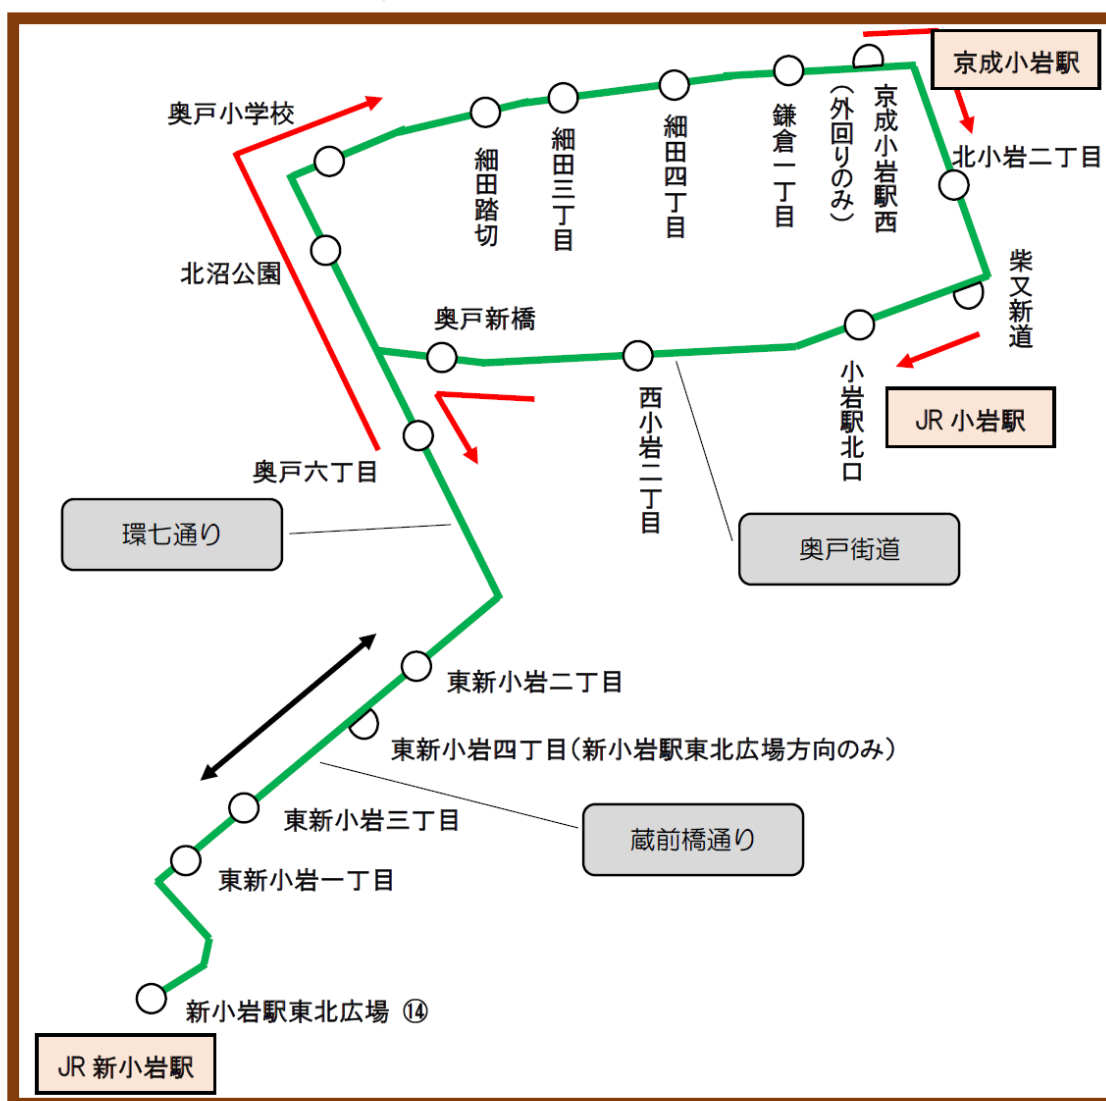 京成小岩駅
奥戸小学校
細田踏切
細田三丁目
細田四丁目
鎌倉一丁目
京成小岩駅西
(外回りのみ)
北小岩二丁目
北沼公園
奥戸新橋
柴又新道
小岩駅北口
JR 小岩駅
西小岩二丁目
奥戸六丁目
環七通り
奥戸街道
東新小岩二丁目
東新小岩四丁目(新小岩駅東北広場方向のみ)
東新小岩三丁目
蔵前橋通り
東新小岩一丁目
新小岩駅東北広場 ⑭
JR 新小岩駅